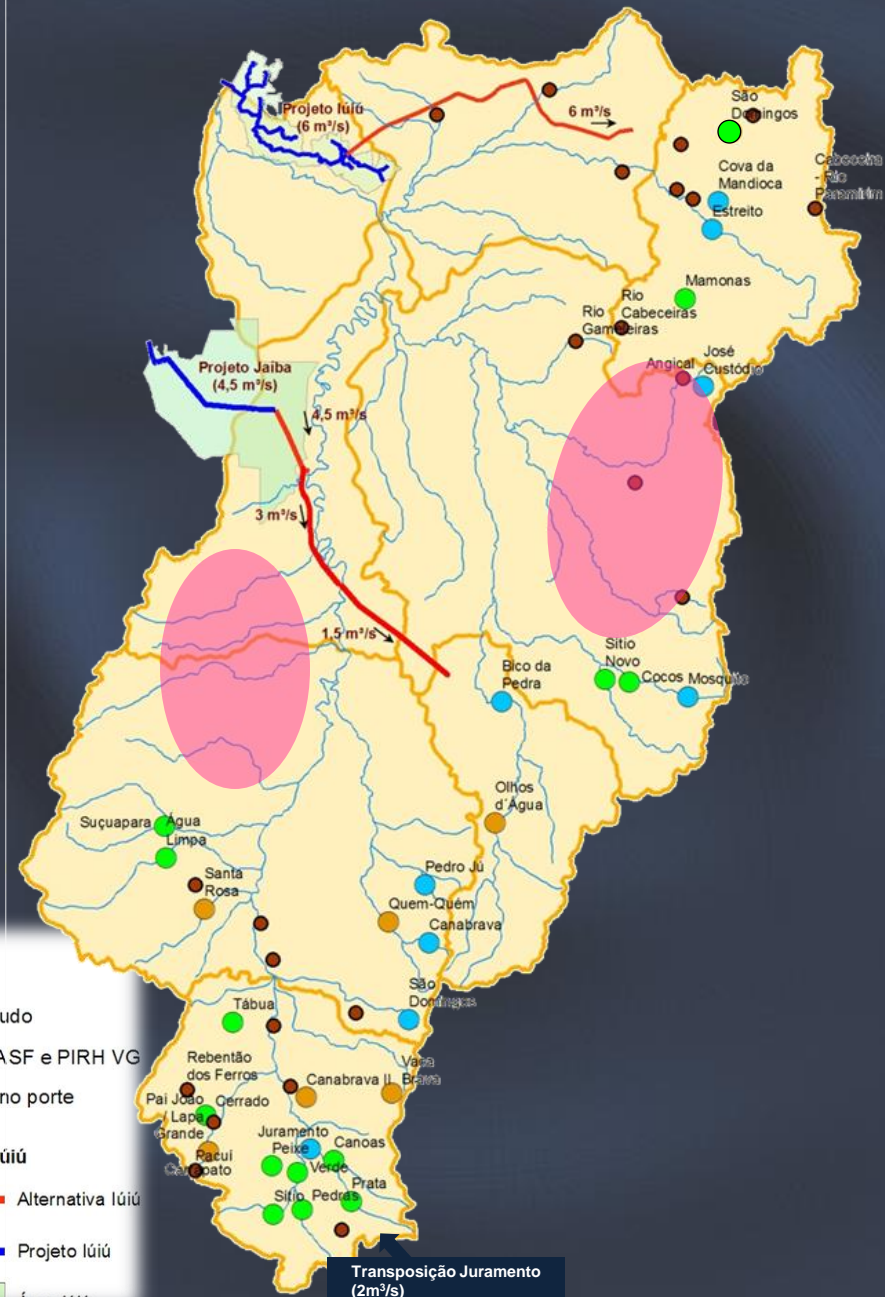 Projeto Iúiú
(6 m³/s)
6 m³/s
São
Domingos
Cova da
Mandioca
Estreito
Cabeceira
- Rio
Paramirim
Mamonas
Rio
Cabeceiras
Rio
Gameleiras
Angical
José
Custódio
Projeto Jaíba
(4,5 m³/s)
4,5 m³/s
3 m³/s
1,5 m³/s
Sitio
Novo
Cocos
Mosquito
Bico da
Pedra
Olhos
d´Água
Suçuapara
Água
Limpa
Santa
Rosa
Pedro Jú
Quem-Quém
Canabrava
São
Domingos
Tábua
Rebentão
dos Ferros
Canabrava II
Vaca
Brava
Pai João
/ Lapa
Grande
Cerrado
Pacuí
Carrapato
Juramento
Peixe
Canoas
Verde
Sitio
Pedras
Prata
Transposição Juramento
(2m³/s)
udo
ASF e PIRH VG
no porte
úiú
Alternativa Iúiú
Projeto Iúiú